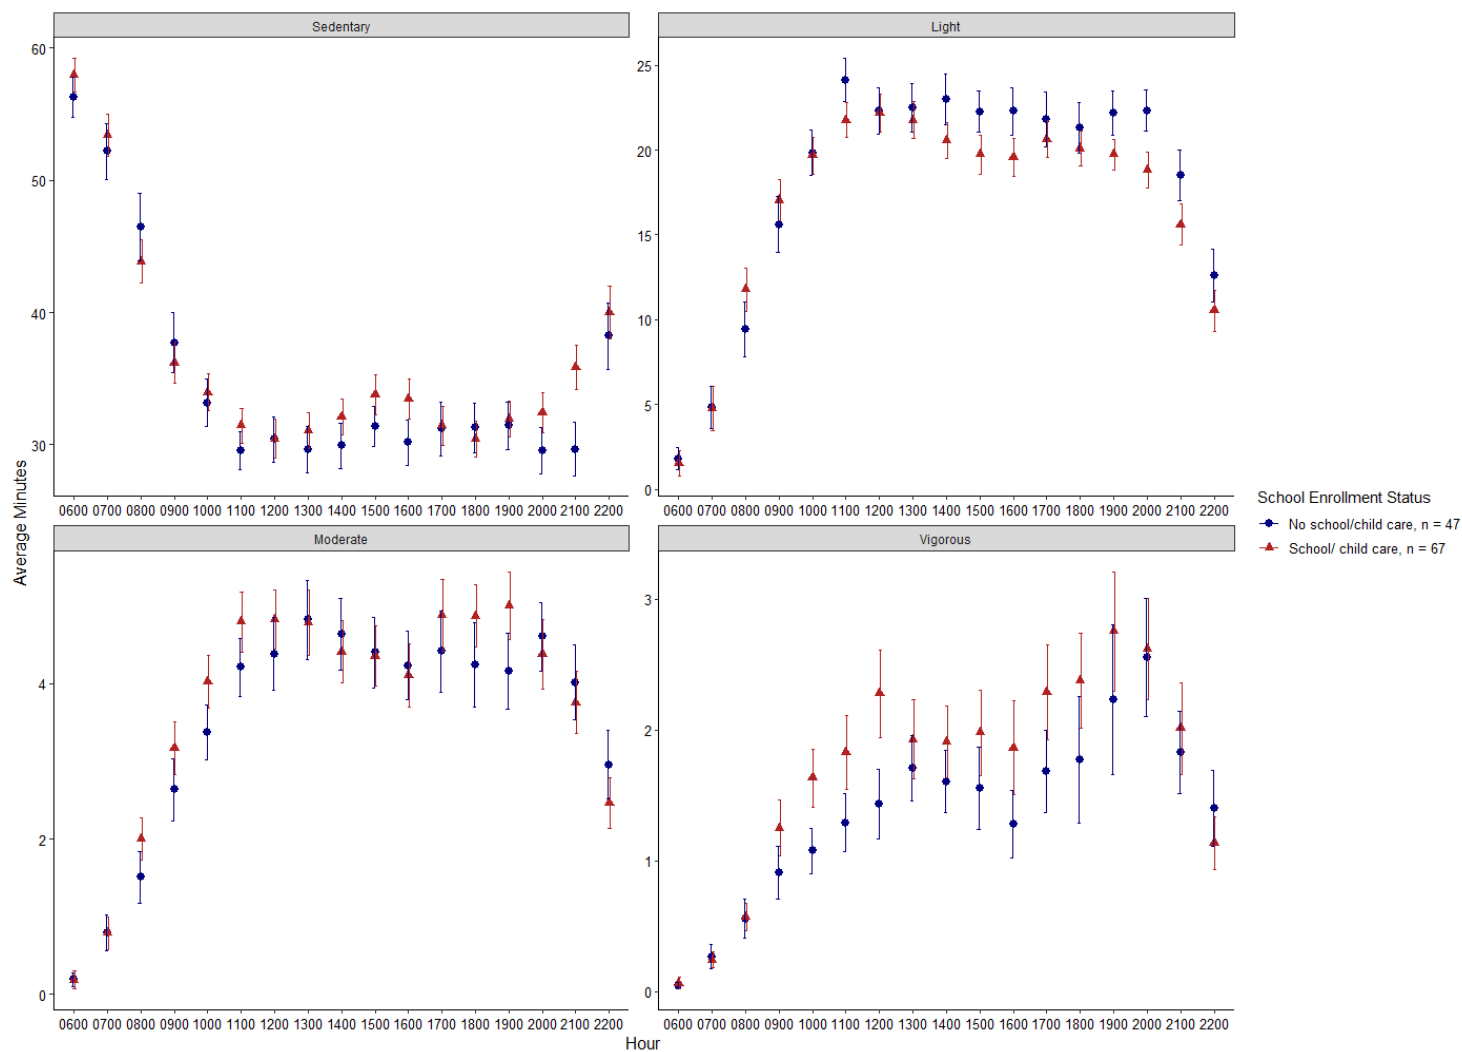 Sedentary
Light
60
50
40
30
25
20
15
10
5
0
0600 0700 0800 0900 1000 1100 1200 1300 1400 1500 1600 1700 1800 1900 2000 2100 2200
0600 0700 0800 0900 1000 1100 1200 1300 1400 1500 1600 1700 1800 1900 2000 2100 2200
Average Minutes
Moderate
Vigorous
4
2
0
3
2
1
0
0600 0700 0800 0900 1000 1100 1200 1300 1400 1500 1600 1700 1800 1900 2000 2100 2200
0600 0700 0800 0900 1000 1100 1200 1300 1400 1500 1600 1700 1800 1900 2000 2100 2200
Hour
School Enrollment Status
No school/child care, n = 47
School/ child care, n = 67